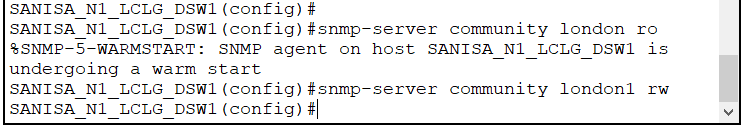 SANISA_N1_LCLG_DSW1(config)#
SANISA_N1_LCLG_DSW1(config)#snmp-server community london ro
%SNMP-5-WARMSTART: SNMP agent on host SANISA_N1_LCLG_DSW1 is
undergoing a warm start
SANISA_N1_LCLG_DSW1(config)#snmp-server community london1 rw
SANISA_N1_LCLG_DSW1(config)#